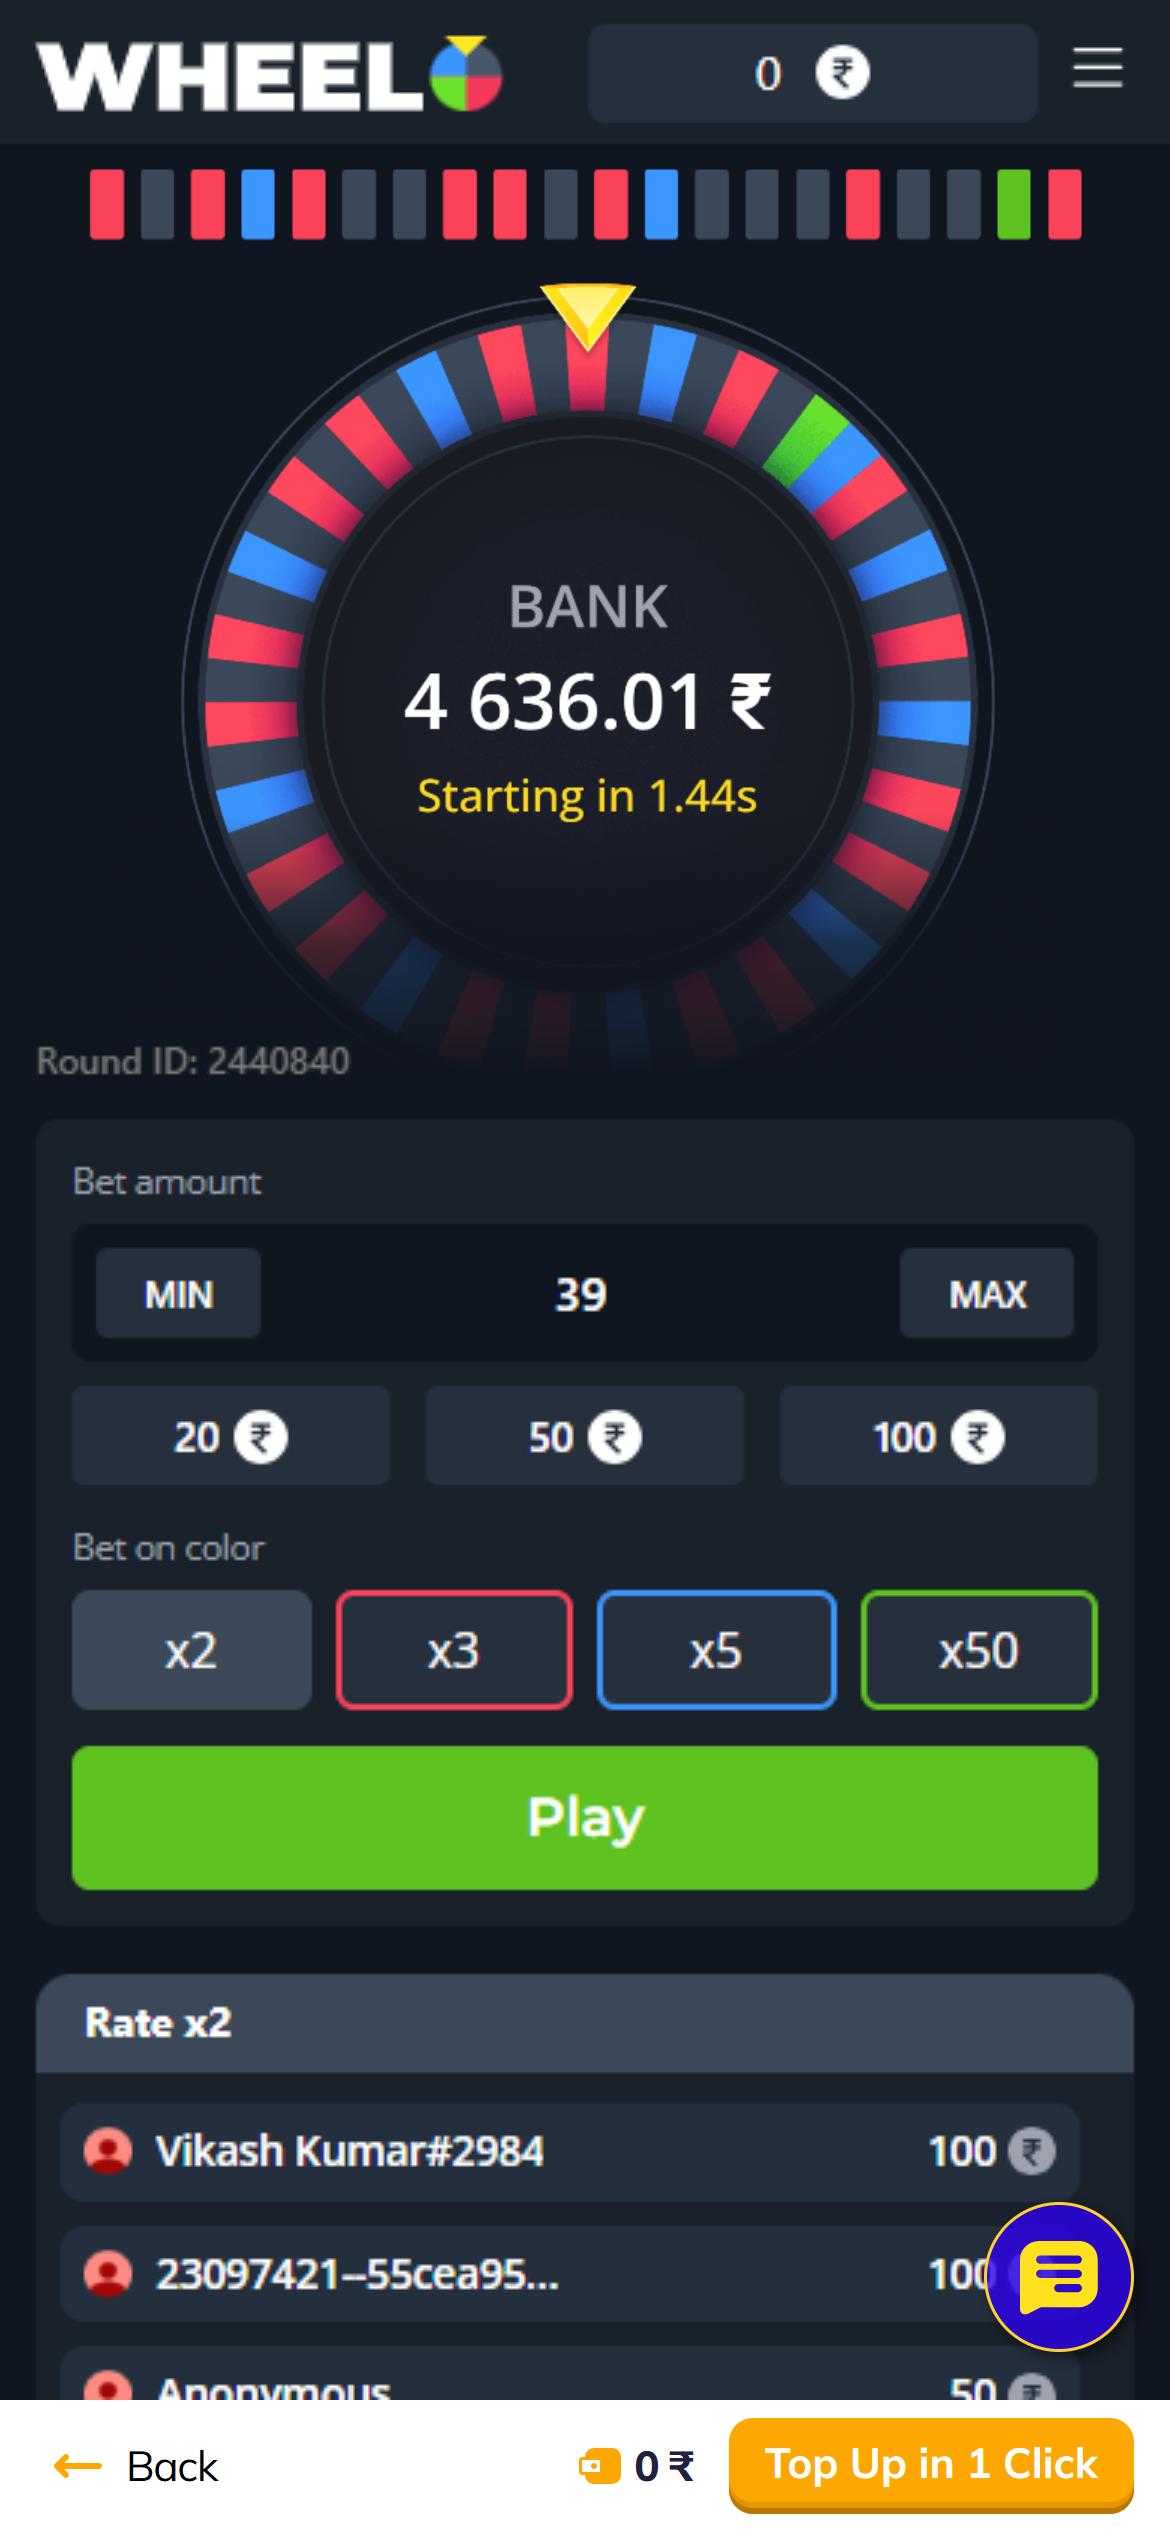 WHEEL
0 ₹
BANK
4 636.01 ₹
Starting in 1.44s
Round ID: 2440840
Bet amount
MIN 39 MAX
20 ₹ 50 ₹ 100 ₹
Bet on color
x2 x3 x5 x50
Play
Rate x2
Vikash Kumar#2984 100 ₹
23097421--55cea95... 100
Anonymous 50 ₹
Back 0 ₹ Top Up in 1 Click